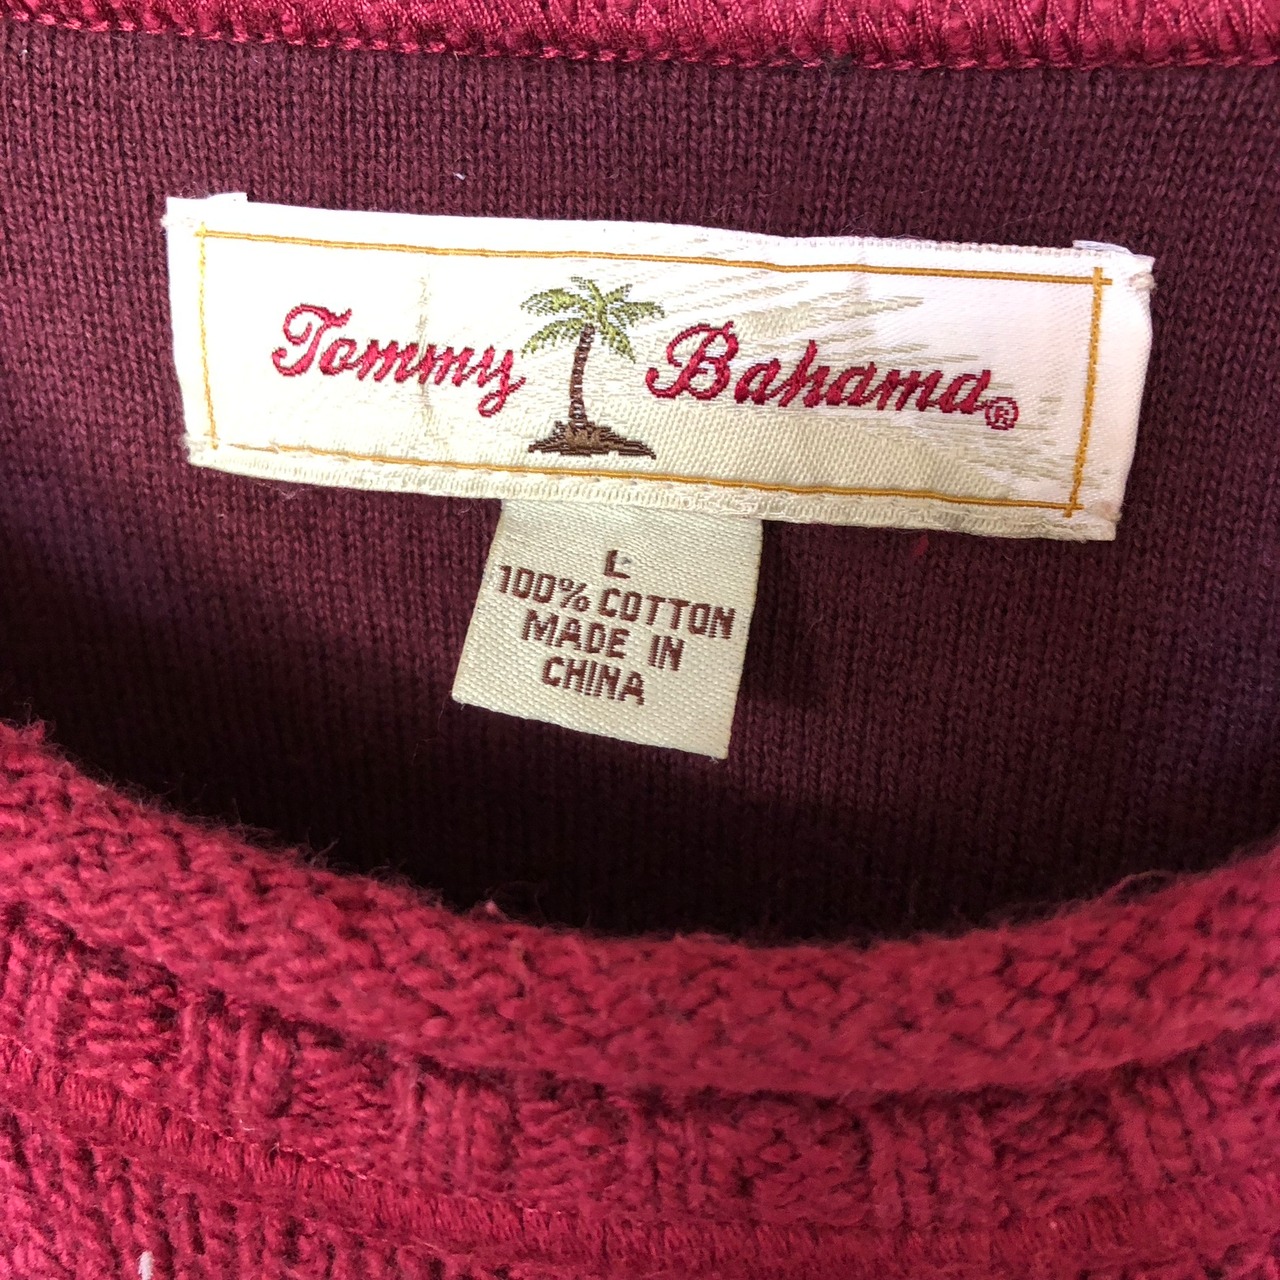 Tommy Bahama®
L
100% COTTON
MADE IN
CHINA